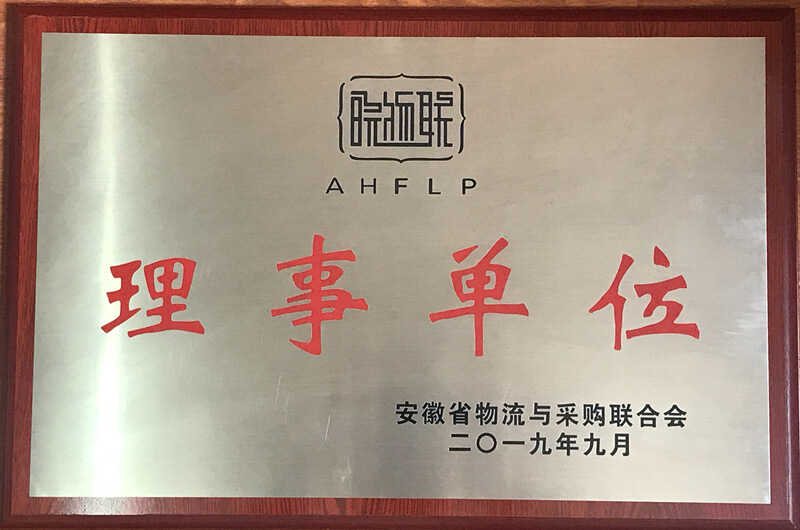 皖物联
AHFLP
理事单位
安徽省物流与采购联合会
二〇一九年九月